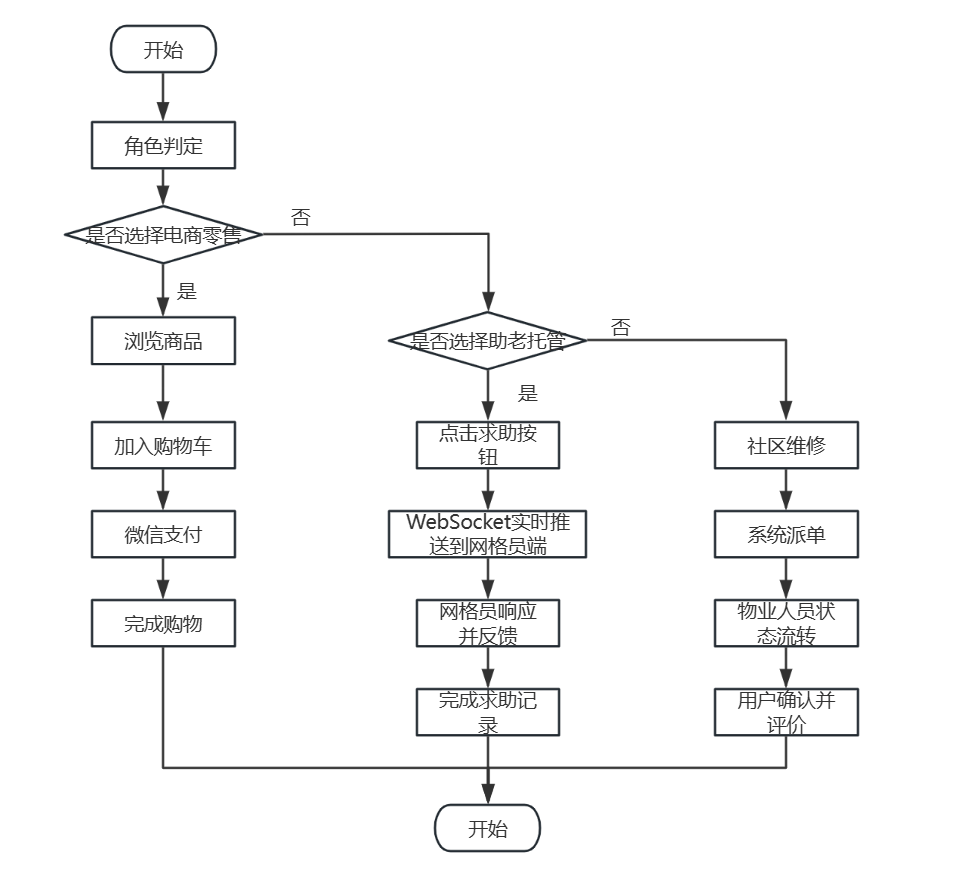 开始
角色判定
是否选择电商零售
否
是
浏览商品
是否选择助老托管
否
是
加入购物车
点击求助按
钮
社区维修
微信支付
WebSocket实时推
送到网格员端
系统派单
完成购物
网格员响应
并反馈
物业人员状
态流转
完成求助记
录
用户确认并
评价
开始